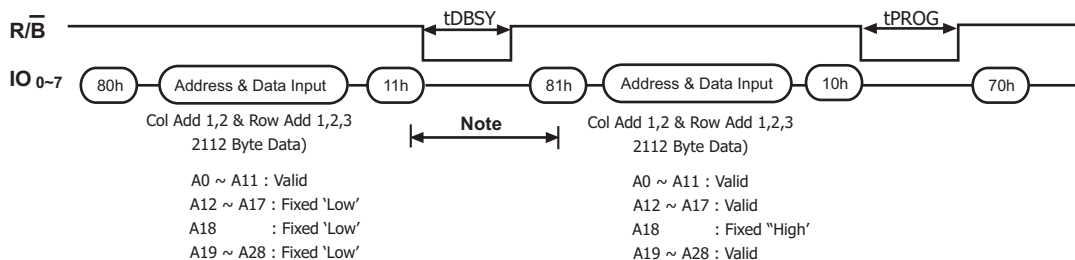 tDBSY
tPROG
R/B̅
IO 0~7
80h
Address & Data Input
11h
81h
Address & Data Input
10h
70h
Note
Col Add 1,2 & Row Add 1,2,3
2112 Byte Data)
A0 ~ A11 : Valid
A12 ~ A17 : Fixed ‘Low’
A18 : Fixed ‘Low’
A19 ~ A28 : Fixed ‘Low’
Col Add 1,2 & Row Add 1,2,3
2112 Byte Data)
A0 ~ A11 : Valid
A12 ~ A17 : Valid
A18 : Fixed “High’
A19 ~ A28 : Valid